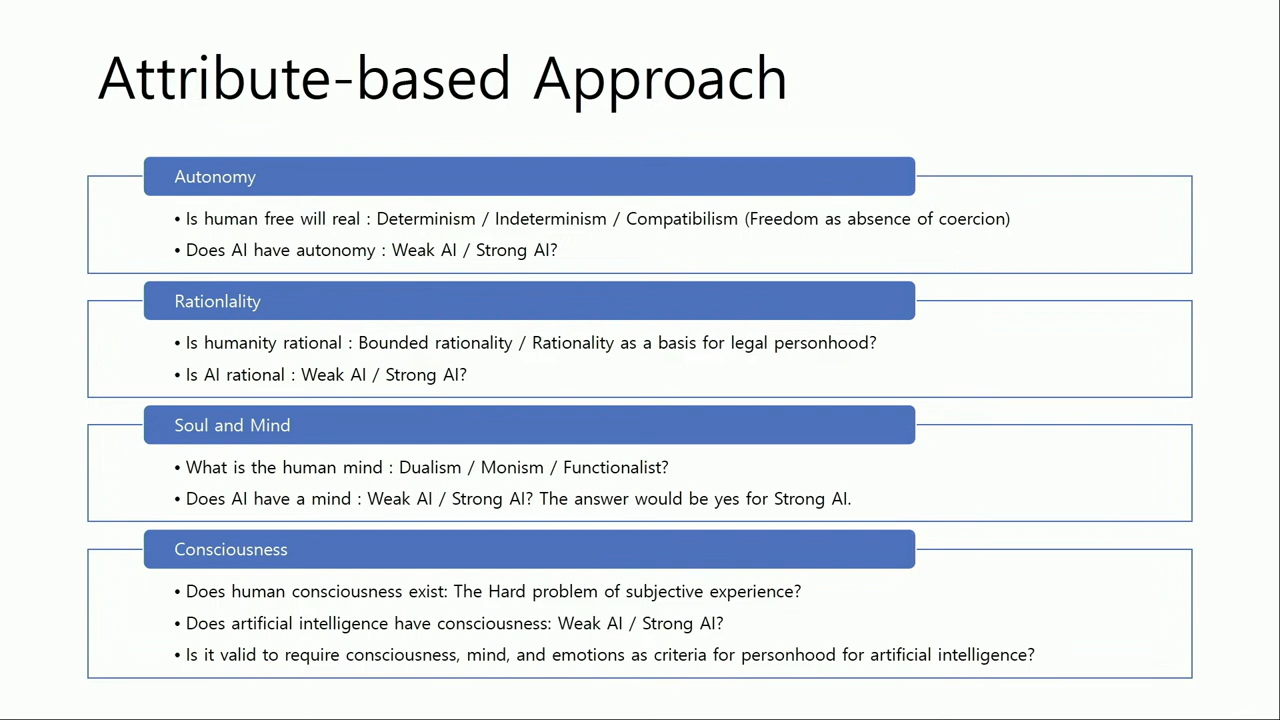 Attribute-based Approach
Autonomy
• Is human free will real : Determinism / Indeterminism / Compatibilism (Freedom as absence of coercion)
• Does AI have autonomy : Weak AI / Strong AI?
Rationlality
• Is humanity rational : Bounded rationality / Rationality as a basis for legal personhood?
• Is AI rational : Weak AI / Strong AI?
Soul and Mind
• What is the human mind : Dualism / Monism / Functionalist?
• Does AI have a mind : Weak AI / Strong AI? The answer would be yes for Strong AI.
Consciousness
• Does human consciousness exist: The Hard problem of subjective experience?
• Does artificial intelligence have consciousness: Weak AI / Strong AI?
• Is it valid to require consciousness, mind, and emotions as criteria for personhood for artificial intelligence?